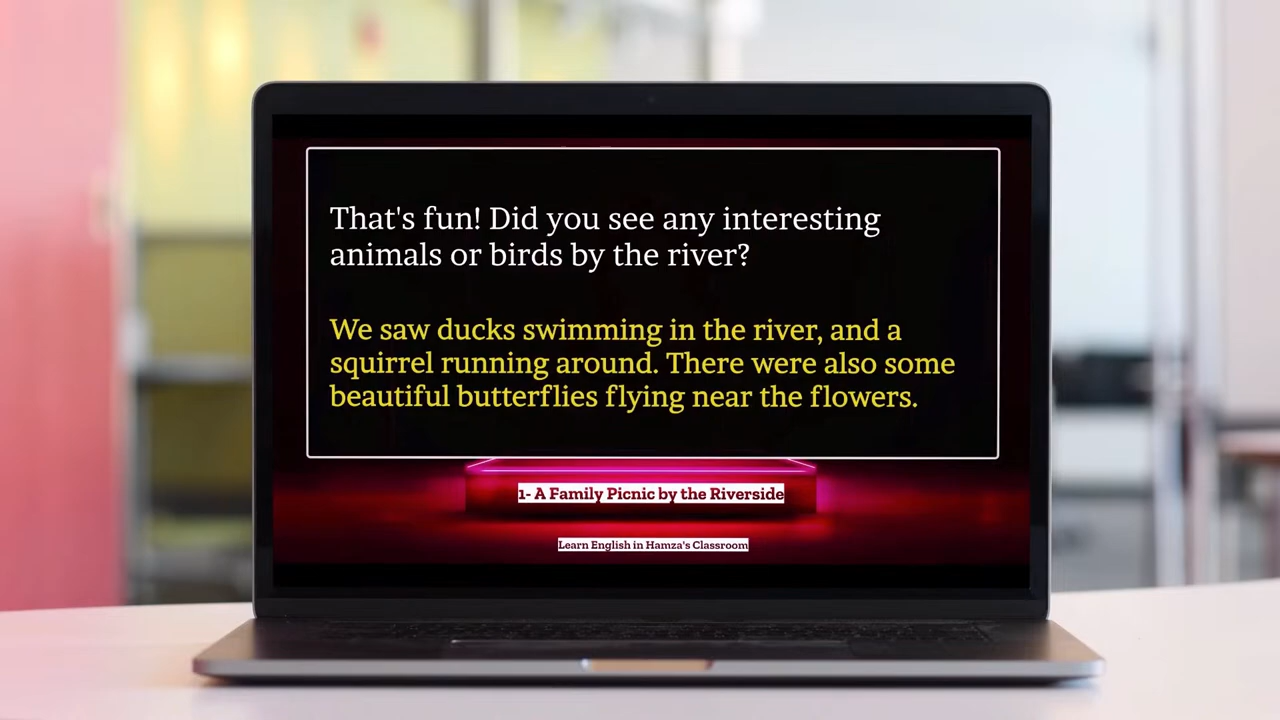 That's fun! Did you see any interesting
animals or birds by the river?
We saw ducks swimming in the river, and a
squirrel running around. There were also some
beautiful butterflies flying near the flowers.
1- A Family Picnic by the Riverside
Learn English in Hamza's Classroom